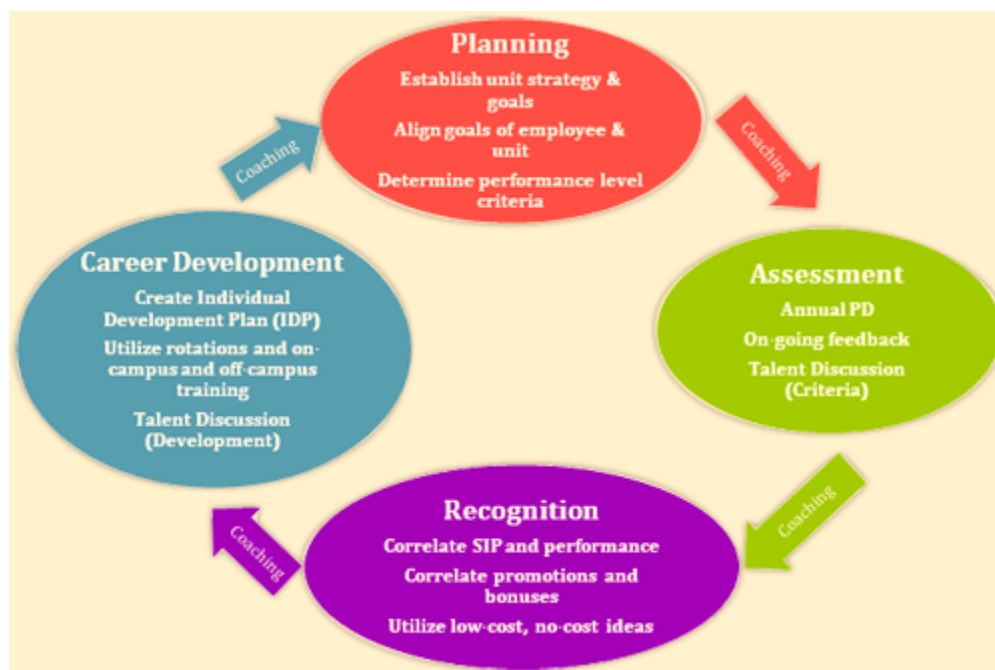 Planning
Establish unit strategy &
goals
Align goals of employee &
unit
Determine performance level
criteria
Coaching
Assessment
Annual PD
On-going feedback
Talent Discussion
(Criteria)
Coaching
Recognition
Correlate SIP and performance
Correlate promotions and
bonuses
Utilize low-cost, no-cost ideas
Coaching
Career Development
Create Individual
Development Plan (IDP)
Utilize rotations and on-
campus and off-campus
training
Talent Discussion
(Development)
Coaching